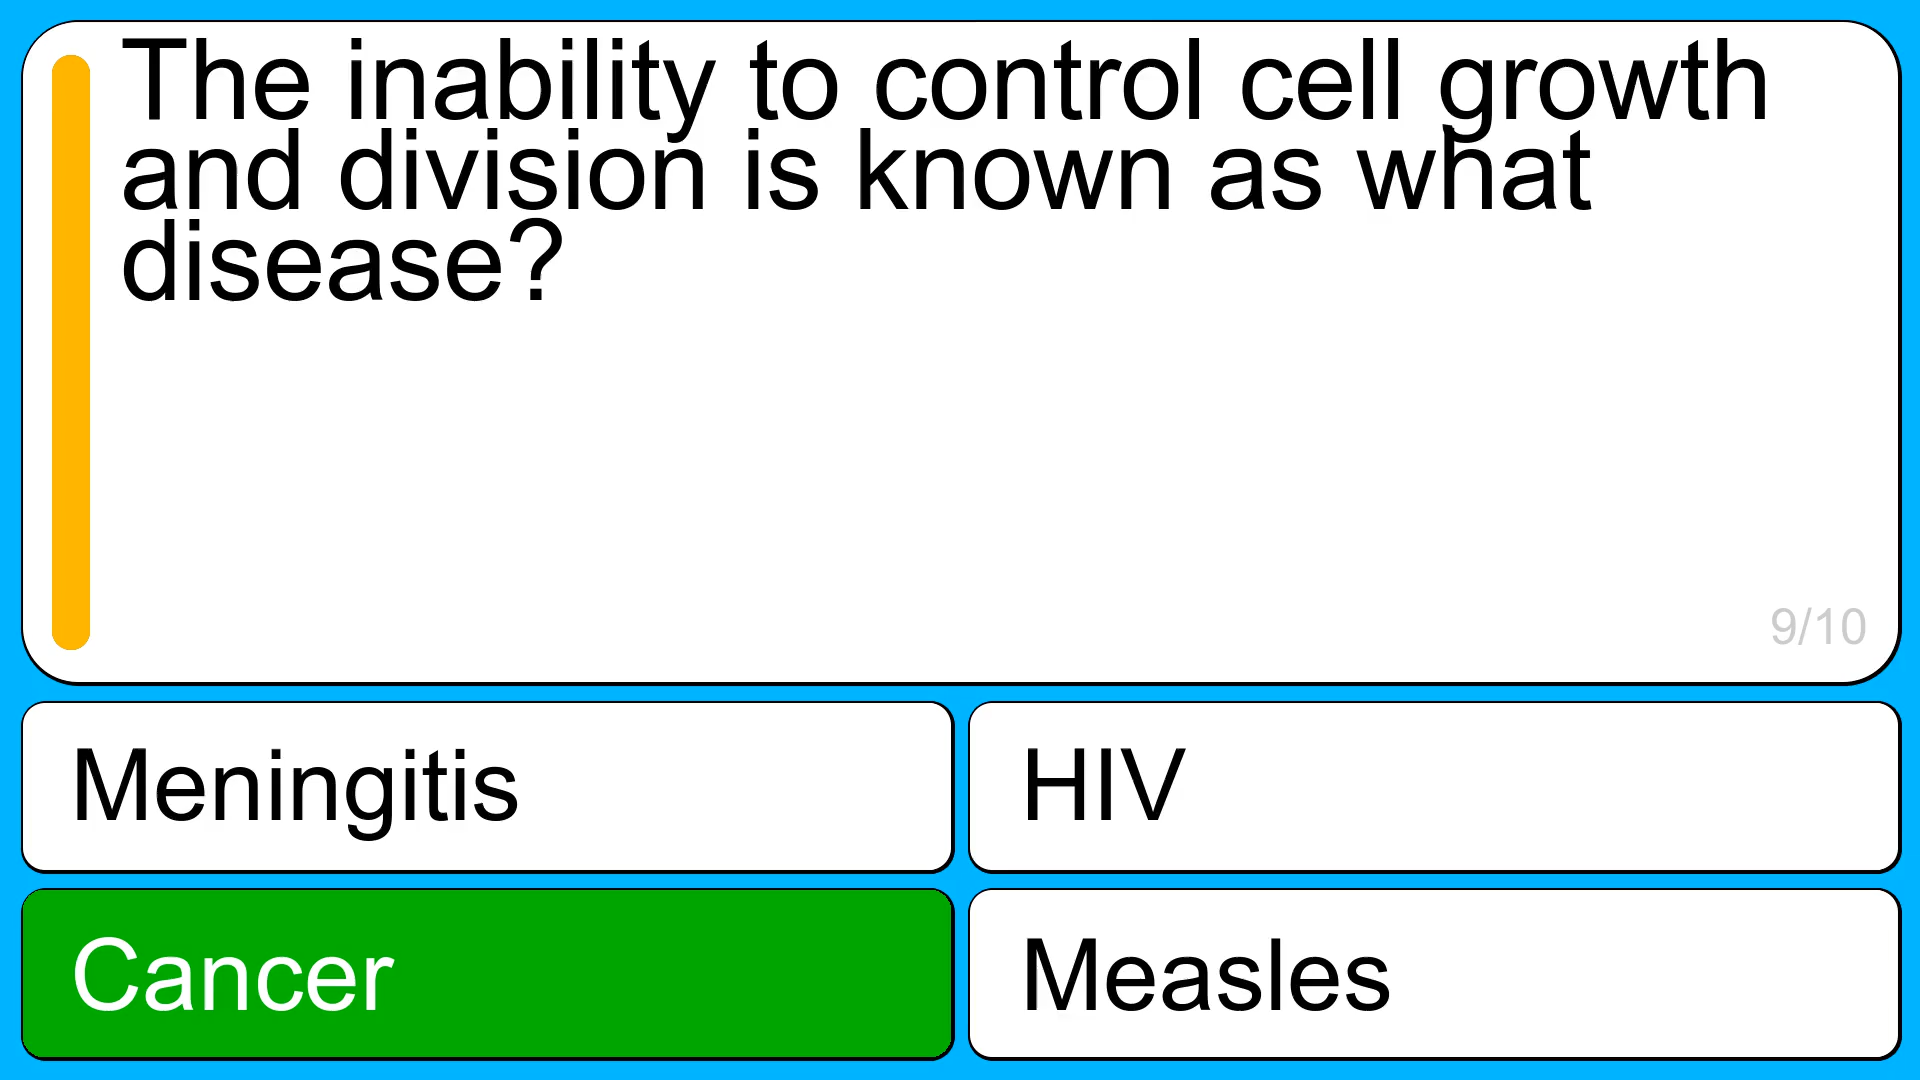 The inability to control cell growth
and division is known as what
disease?
9/10
Meningitis
HIV
Cancer
Measles